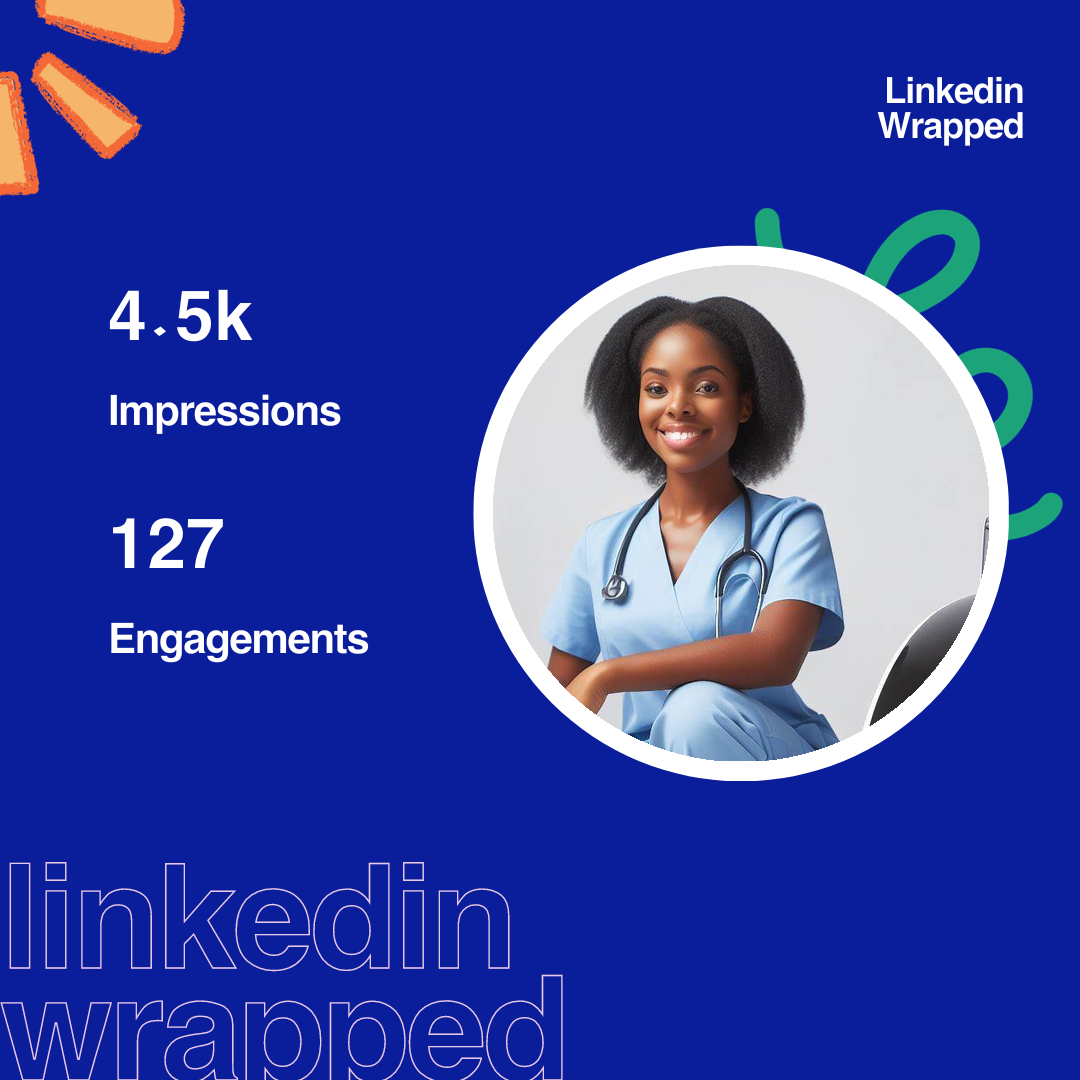 Linkedin
Wrapped
4.5k
Impressions
127
Engagements
linkedin
wrapped